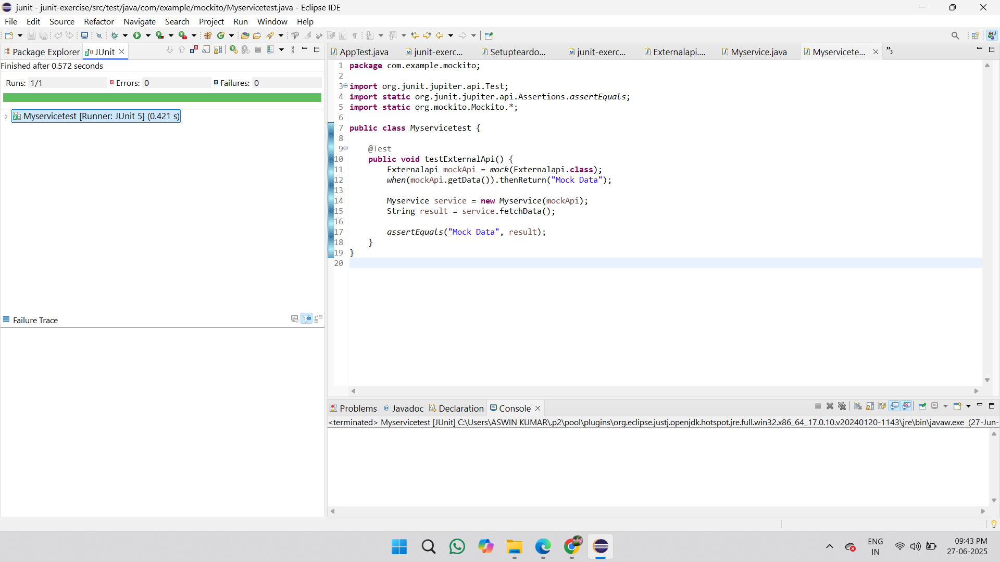 junit - junit-exercise/src/test/java/com/example/mockito/Myservicetest.java - Eclipse IDE
File Edit Source Refactor Navigate Search Project Run Window Help
Package Explorer JUnit
Finished after 0.572 seconds
Runs: 1/1 Errors: 0 Failures: 0
Myservicetest [Runner: JUnit 5] (0.421 s)
Failure Trace
AppTest.java junit-exerc... Setupteardo... junit-exerc... Externalapi.... Myservice.java Myservicete... 3
1 package com.example.mockito;
2
3 import org.junit.jupiter.api.Test;
4 import static org.junit.jupiter.api.Assertions.assertEquals;
5 import static org.mockito.Mockito.*;
6
7 public class Myservicetest {
8
9     @Test
10     public void testExternalApi() {
11         Externalapi mockApi = mock(Externalapi.class);
12         when(mockApi.getData()).thenReturn("Mock Data");
13
14         Myservice service = new Myservice(mockApi);
15         String result = service.fetchData();
16
17         assertEquals("Mock Data", result);
18     }
19 }
20
Problems Javadoc Declaration Console
<terminated> Myservicetest [JUnit] C:\Users\ASWIN KUMAR\.p2\pool\plugins\org.eclipse.justj.openjdk.hotspot.jre.full.win32.x86_64_17.0.10.v20240120-1143\jre\bin\javaw.exe (27-Jun-
ENG
IN
09:43 PM
27-06-2025